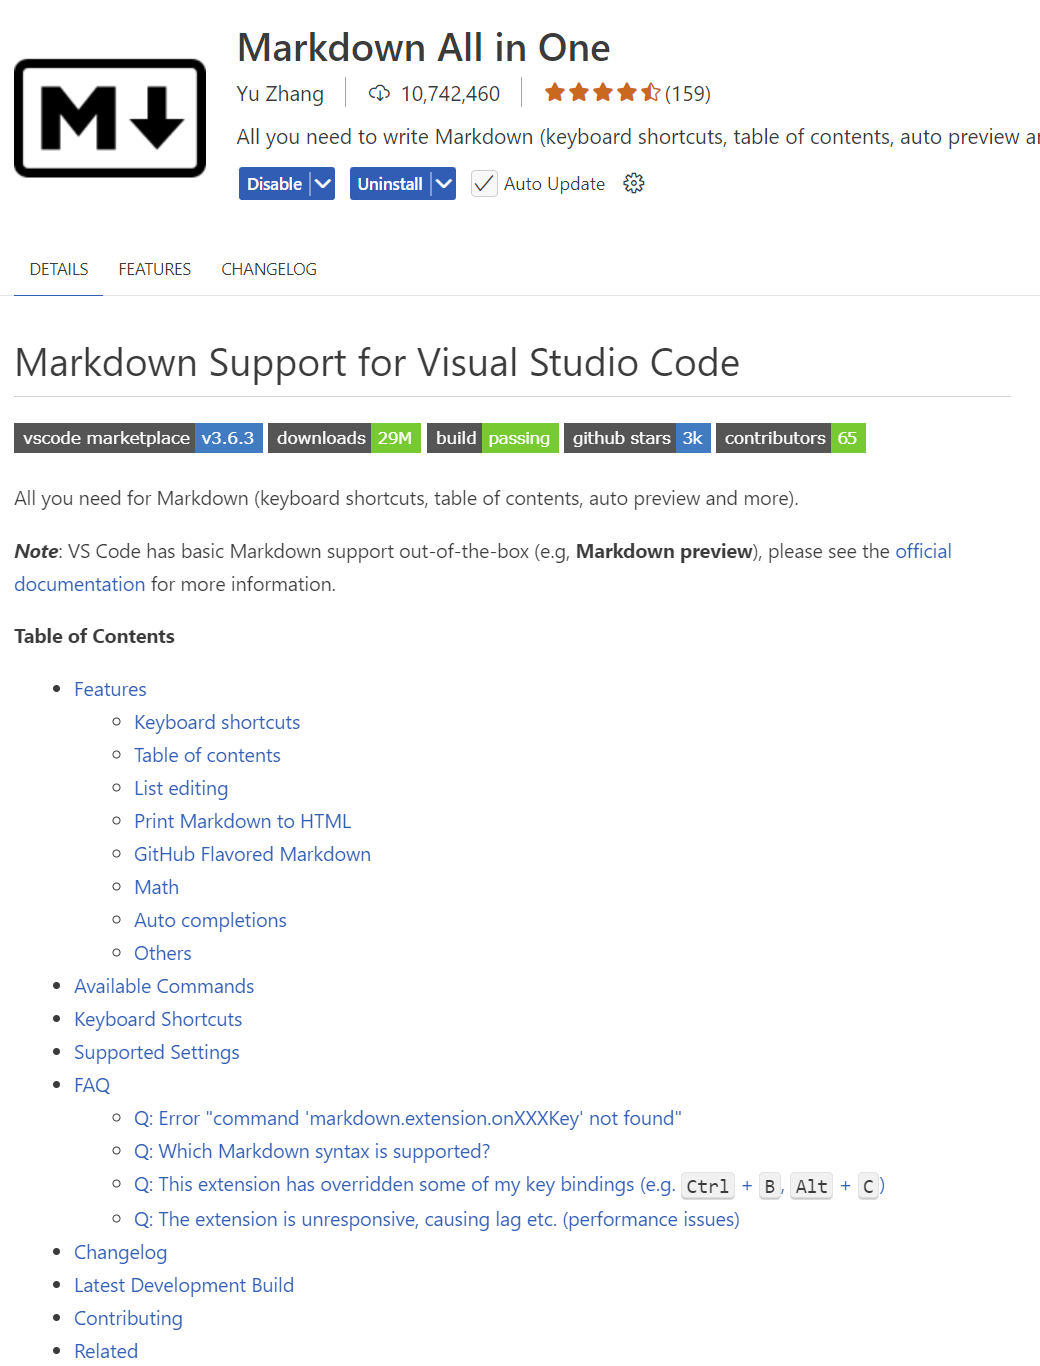 Markdown All in One
Yu Zhang 10,742,460 (159)
All you need to write Markdown (keyboard shortcuts, table of contents, auto preview
Disable Uninstall Auto Update
DETAILS FEATURES CHANGELOG
Markdown Support for Visual Studio Code
vscode marketplace v3.6.3 downloads 29M build passing github stars 3k contributors 65
All you need for Markdown (keyboard shortcuts, table of contents, auto preview and more).
Note: VS Code has basic Markdown support out-of-the-box (e.g, Markdown preview), please see the official
documentation for more information.
Table of Contents
Features
Keyboard shortcuts
Table of contents
List editing
Print Markdown to HTML
GitHub Flavored Markdown
Math
Auto completions
Others
Available Commands
Keyboard Shortcuts
Supported Settings
FAQ
Q: Error "command 'markdown.extension.onXXXKey' not found"
Q: Which Markdown syntax is supported?
Q: This extension has overridden some of my key bindings (e.g. Ctrl + B, Alt + C)
Q: The extension is unresponsive, causing lag etc. (performance issues)
Changelog
Latest Development Build
Contributing
Related